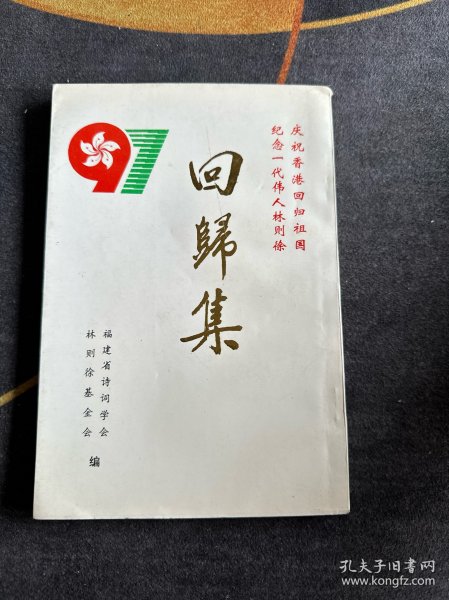 庆祝香港回归祖国
纪念一代伟人林则徐
97
回歸集
福建省诗词学会
林则徐基金会
编
孔夫子旧书网
www.kongfz.com